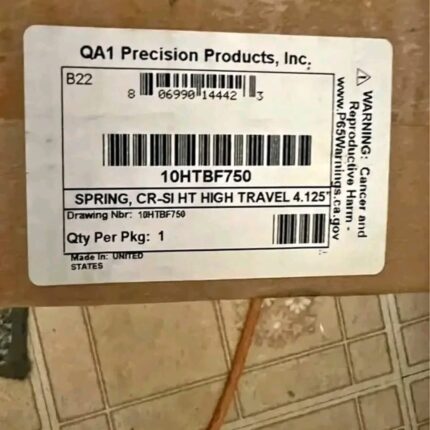 QA1 Precision Products, Inc.
B22
8 06990 14442 3
10HTBF750
SPRING, CR-SI HT HIGH TRAVEL 4.125"
Drawing Nbr: 10HTBF750
Qty Per Pkg: 1
Made In: UNITED
STATES
⚠ WARNING: Cancer and
Reproductive Harm -
www.P65Warnings.ca.gov